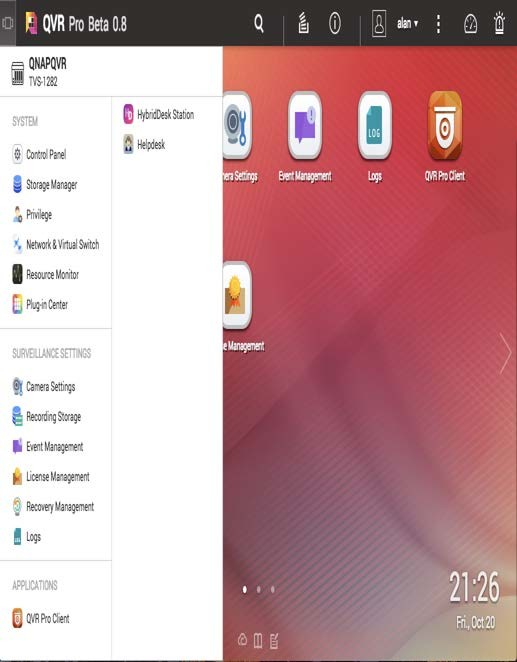 QVR Pro Beta 0.8
alan
QNAPQVR
TVS-1282
SYSTEM
Control Panel
Storage Manager
Privilege
Network & Virtual Switch
Resource Monitor
Plug-in Center
SURVEILLANCE SETTINGS
Camera Settings
Recording Storage
Event Management
License Management
Recovery Management
Logs
APPLICATIONS
QVR Pro Client
HybridDesk Station
Helpdesk
era Settings
Event Management
LOG
Logs
QVR Pro Client
e Management
21:26
Fri., Oct 20